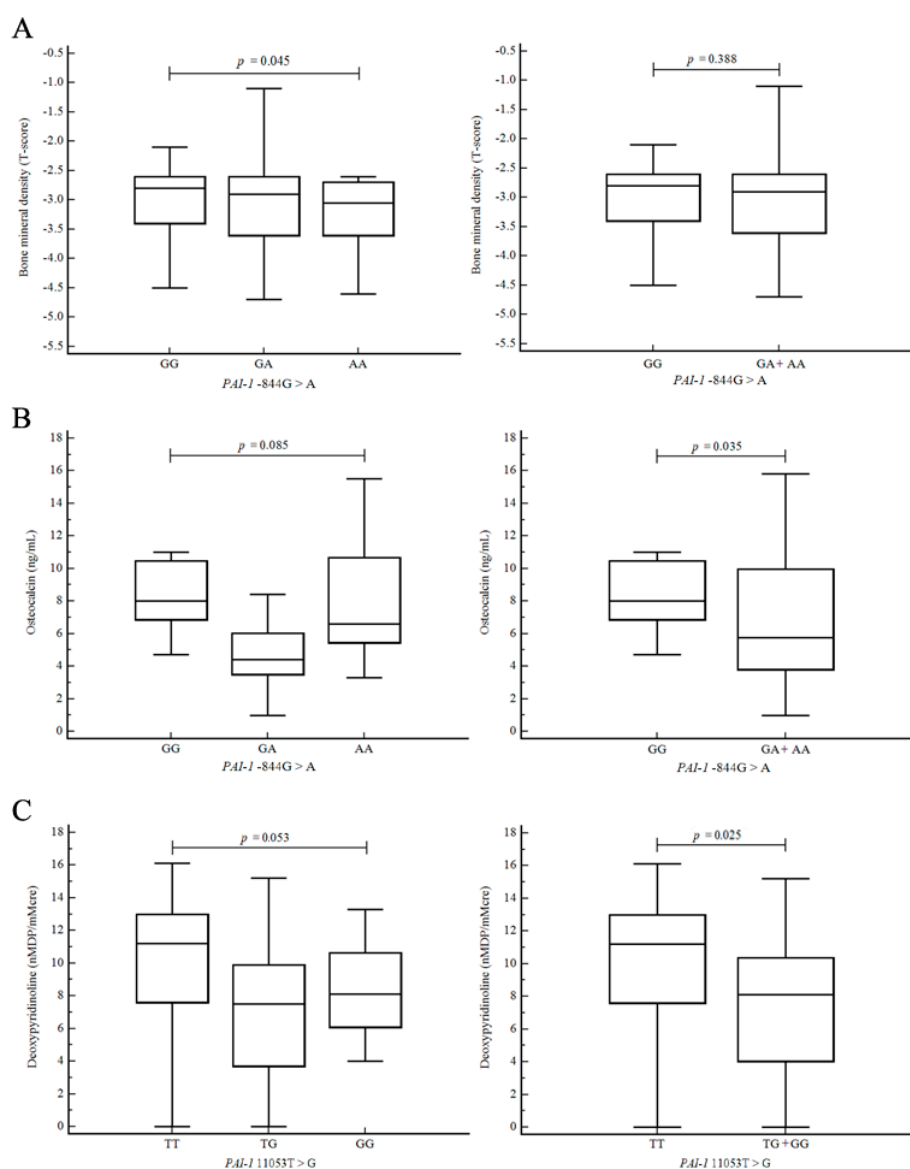 A
p = 0.045
Bone mineral density (T-score)
-0.5
-1.0
-1.5
-2.0
-2.5
-3.0
-3.5
-4.0
-4.5
-5.0
-5.5
GG GA AA
PAI-1 -844G > A
p = 0.388
Bone mineral density (T-score)
-0.5
-1.0
-1.5
-2.0
-2.5
-3.0
-3.5
-4.0
-4.5
-5.0
-5.5
GG GA + AA
PAI-1 -844G > A
B
p = 0.085
Osteocalcin (ng/mL)
18
16
14
12
10
8
6
4
2
0
GG GA AA
PAI-1 -844G > A
p = 0.035
Osteocalcin (ng/mL)
18
16
14
12
10
8
6
4
2
0
GG GA + AA
PAI-1 -844G > A
C
p = 0.053
Deoxypyridinoline (nMDP/mMcre)
18
16
14
12
10
8
6
4
2
0
TT TG GG
PAI-1 11053T > G
p = 0.025
Deoxypyridinoline (nMDP/mMcre)
18
16
14
12
10
8
6
4
2
0
TT TG + GG
PAI-1 11053T > G